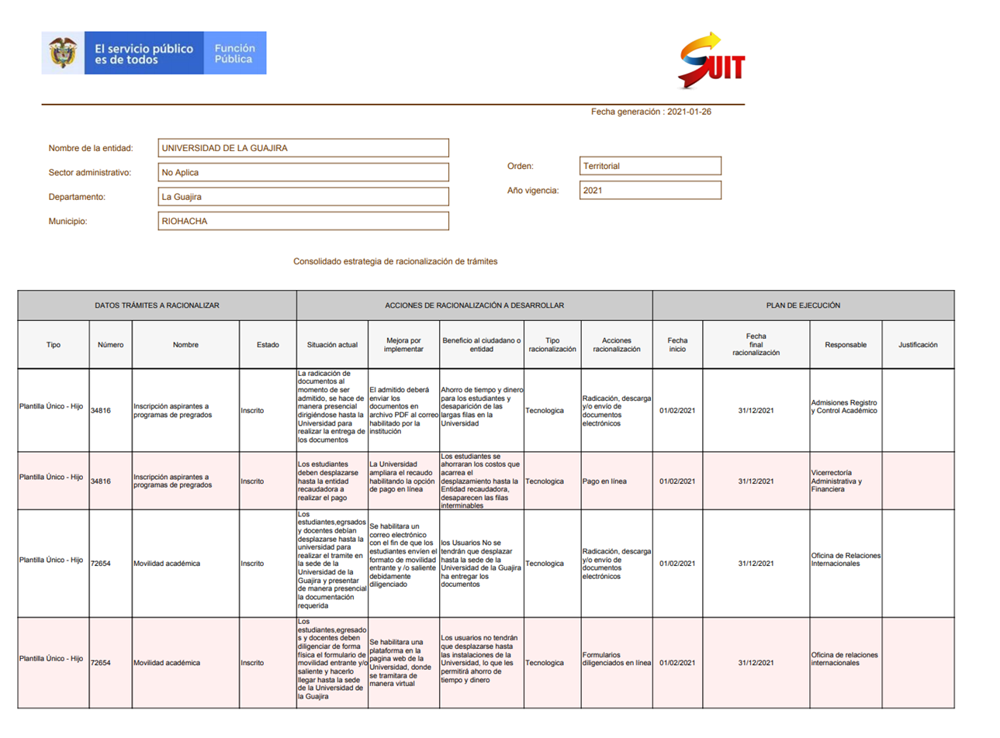 El servicio público
es de todos
Función
Pública
SUIT
Fecha generación : 2021-01-26
Nombre de la entidad:
UNIVERSIDAD DE LA GUAJIRA
Sector administrativo:
No Aplica
Departamento:
La Guajira
Municipio:
RIOHACHA
Orden:
Territorial
Año vigencia:
2021
Consolidado estrategia de racionalización de trámites
DATOS TRÁMITES A RACIONALIZAR
ACCIONES DE RACIONALIZACIÓN A DESARROLLAR
PLAN DE EJECUCIÓN
Tipo
Número
Nombre
Estado
Situación actual
Mejora por
implementar
Beneficio al ciudadano o
entidad
Tipo
racionalización
Acciones
racionalización
Fecha
inicio
Fecha
final
racionalización
Responsable
Justificación
Plantilla Único - Hijo
34816
Inscripción aspirantes a
programas de pregrados
Inscrito
La radicación de
documentos al
momento de ser
admitido, se hace de
manera presencial
dirigiéndose hasta la
Universidad para
realizar la entrega de
los documentos
El admitido deberá
enviar los
documentos en
archivo PDF al correo
habilitado por la
institución
Ahorro de tiempo y dinero
para los estudiantes y
desaparición de las
largas filas en la
Universidad
Tecnologica
Radicación, descarga
y/o envío de
documentos
electrónicos
01/02/2021
31/12/2021
Admisiones Registro
y Control Académico
Plantilla Único - Hijo
34816
Inscripción aspirantes a
programas de pregrados
Inscrito
Los estudiantes
deben desplazarse
hasta la entidad
recaudadora a
realizar el pago
La Universidad
ampliara el recaudo
habilitando la opción
de pago en línea
Los estudiantes se
ahorraran los costos que
acarrea el
desplazamiento hasta la
Entidad recaudadora,
desaparecen las filas
interminables
Tecnologica
Pago en línea
01/02/2021
31/12/2021
Vicerrectoría
Administrativa y
Financiera
Plantilla Único - Hijo
72654
Movilidad académica
Inscrito
Los
estudiantes,egrsados
y docentes debían
desplazarse hasta la
universidad para
realizar el tramite en
la sede de la
Universidad de la
Guajira y presentar
de manera presencial
la documentación
requerida
Se habilitara un
correo electrónico
con el fin de que los
estudiantes envíen el
formato de movilidad
entrante y /o saliente
debidamente
diligenciado
los Usuarios No se
tendrán que desplazar
hasta la sede de la
Universidad de la Guajira
ha entregar los
documentos
Tecnologica
Radicación, descarga
y/o envío de
documentos
electrónicos
01/02/2021
31/12/2021
Oficina de Relaciones
Internacionales
Plantilla Único - Hijo
72654
Movilidad académica
Inscrito
Los
estudiantes,egresado
s y docentes deben
diligenciar de forma
física el formulario de
movilidad entrante y/o
saliente y hacerlo
llegar hasta la sede
de la Universidad de
la Guajira
Se habilitara una
plataforma en la
pagina web de la
Universidad, donde
se tramitara de
manera virtual
Los usuarios no tendrán
que desplazarse hasta
las instalaciones de la
Universidad, lo que les
permitirá ahorro de
tiempo y dinero
Tecnologica
Formularios
diligenciados en línea
01/02/2021
31/12/2021
Oficina de relaciones
internacionales